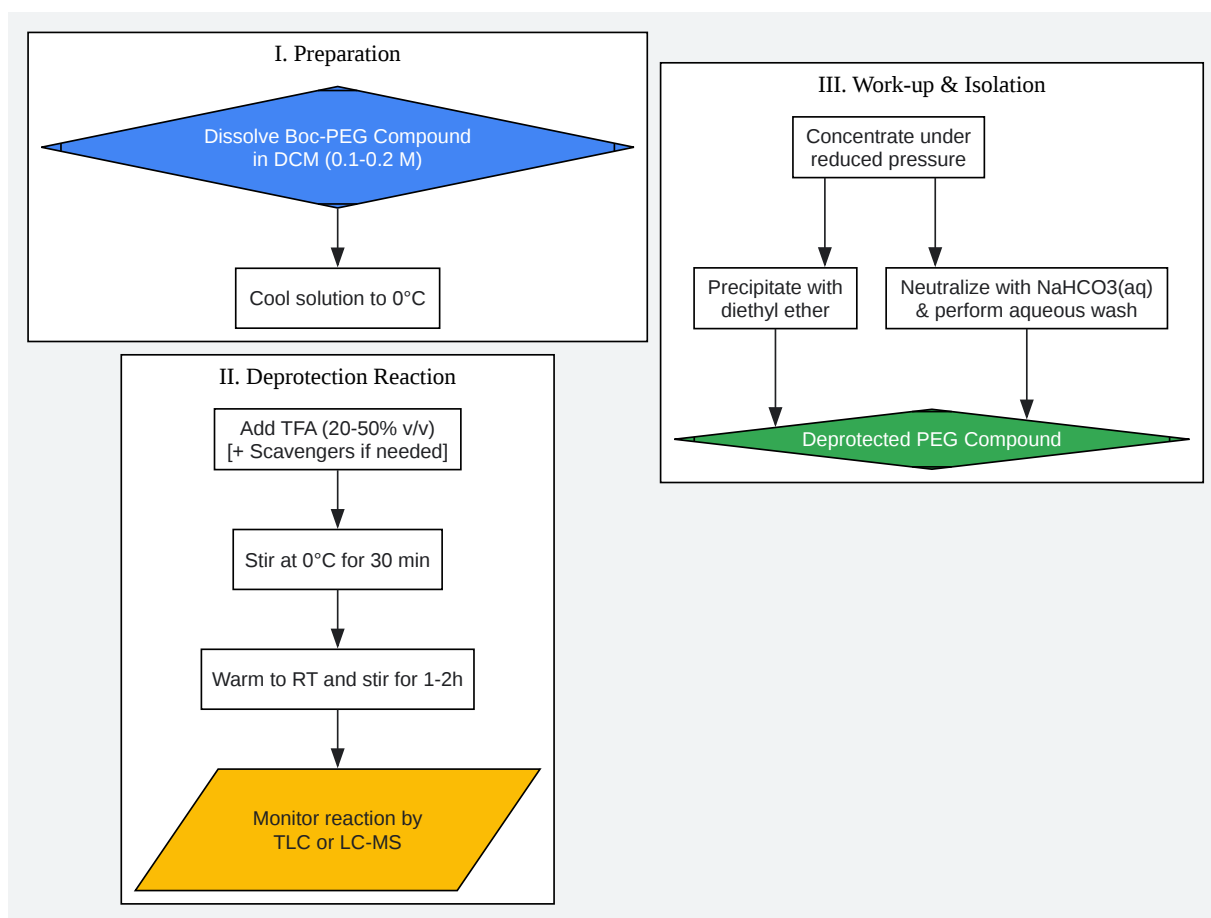 I. Preparation
Dissolve Boc-PEG Compound
in DCM (0.1-0.2 M)
Cool solution to 0°C
II. Deprotection Reaction
Add TFA (20-50% v/v)
[+ Scavengers if needed]
Stir at 0°C for 30 min
Warm to RT and stir for 1-2h
Monitor reaction by
TLC or LC-MS
III. Work-up & Isolation
Concentrate under
reduced pressure
Precipitate with
diethyl ether
Neutralize with NaHCO3(aq)
& perform aqueous wash
Deprotected PEG Compound